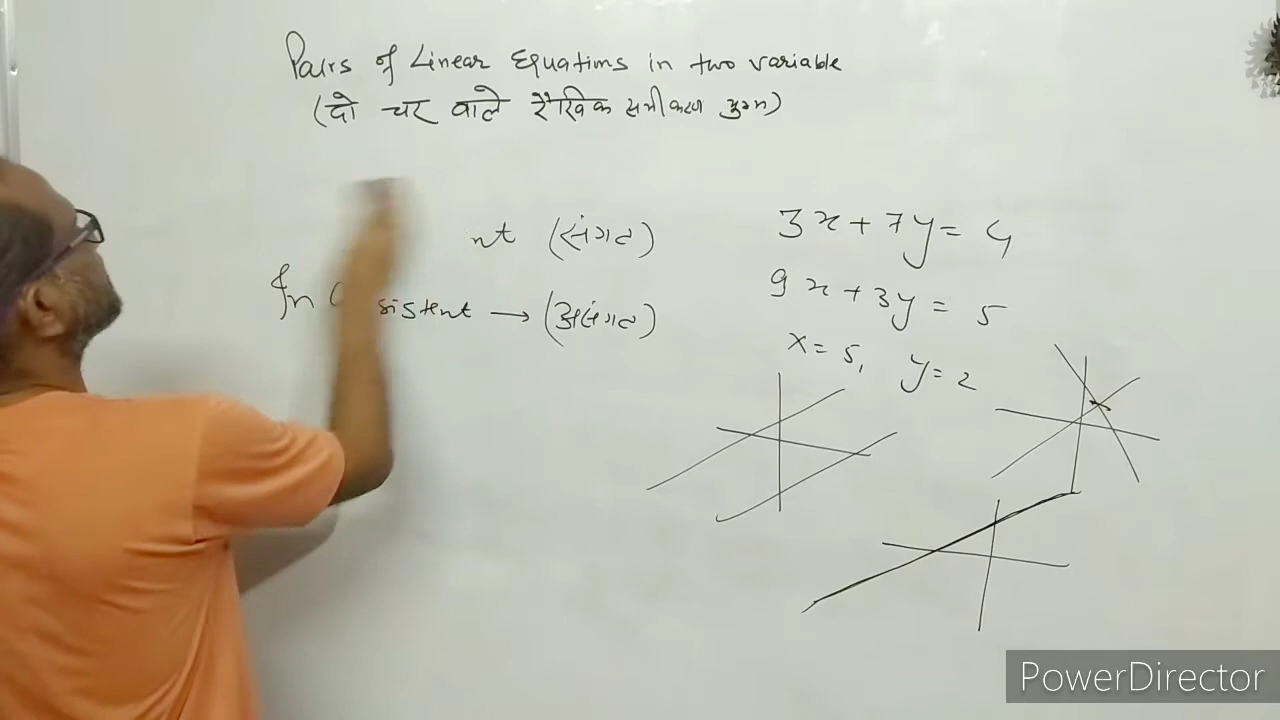 Pairs of Linear Equations in two variable
(दो चर वाले रैखिक समीकरण युग्म)
nt (संगत)
In C sistent → (असंगत)
3x + 7y = 4
9x + 3y = 5
x = 5, y = 2
PowerDirector